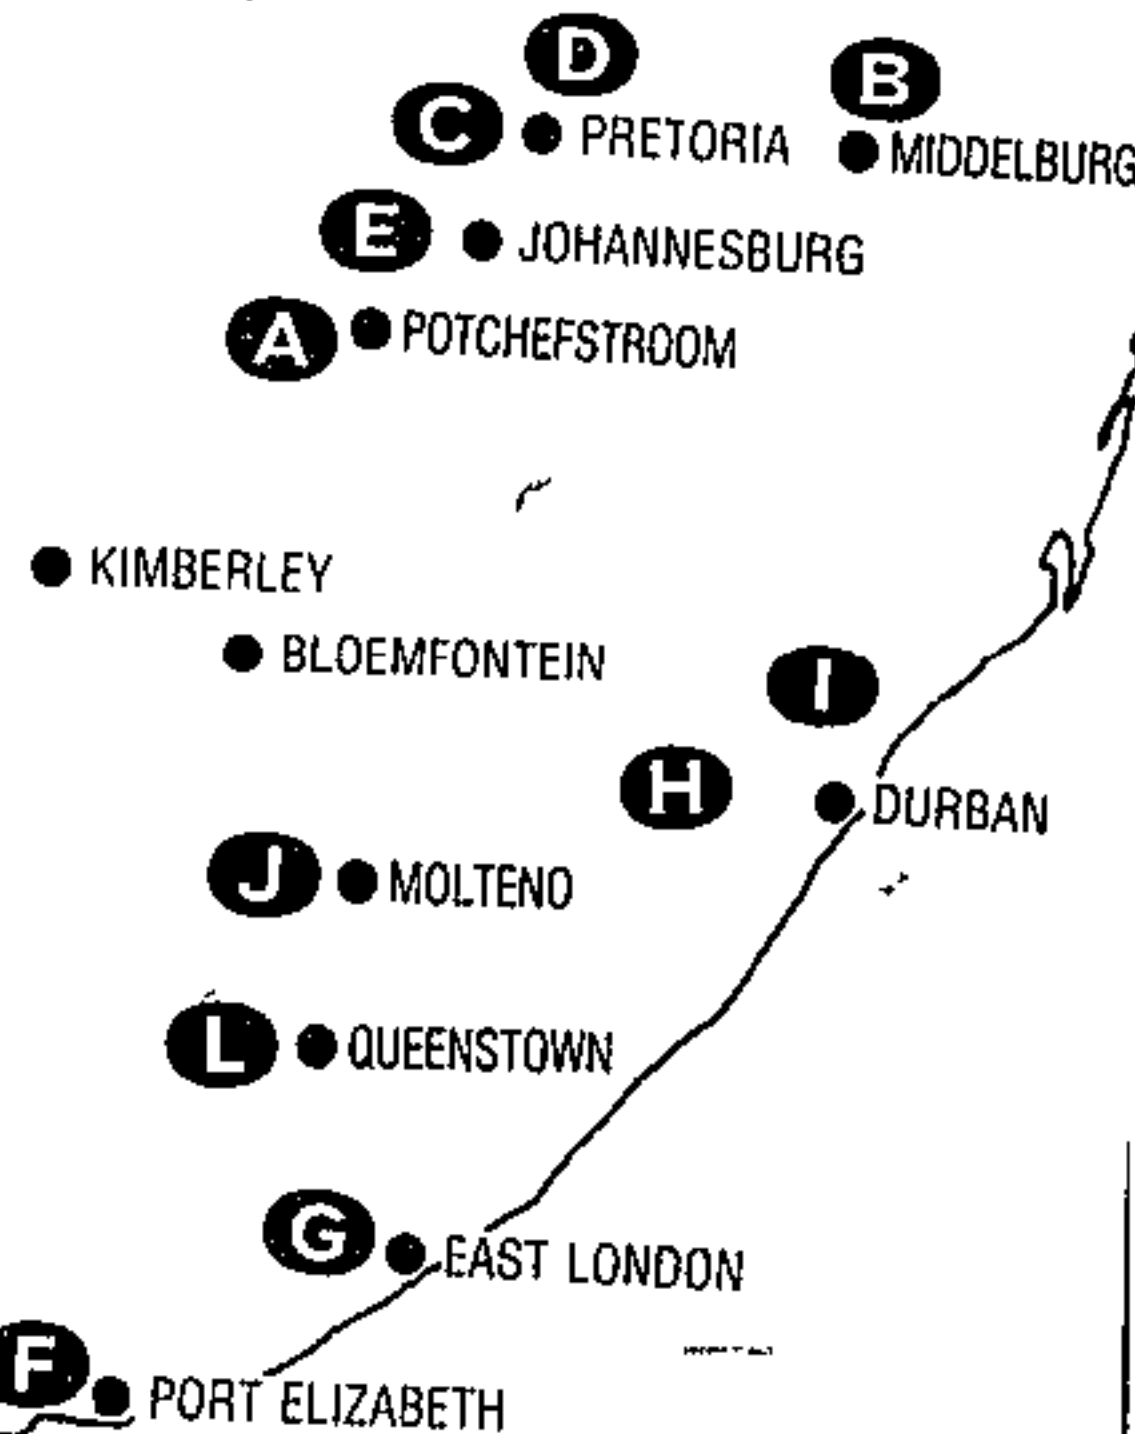 D
B
C PRETORIA
MIDDELBURG
E JOHANNESBURG
A POTCHEFSTROOM
KIMBERLEY
BLOEMFONTEIN
I
H
DURBAN
J MOLTENO
L QUEENSTOWN
G EAST LONDON
F PORT ELIZABETH